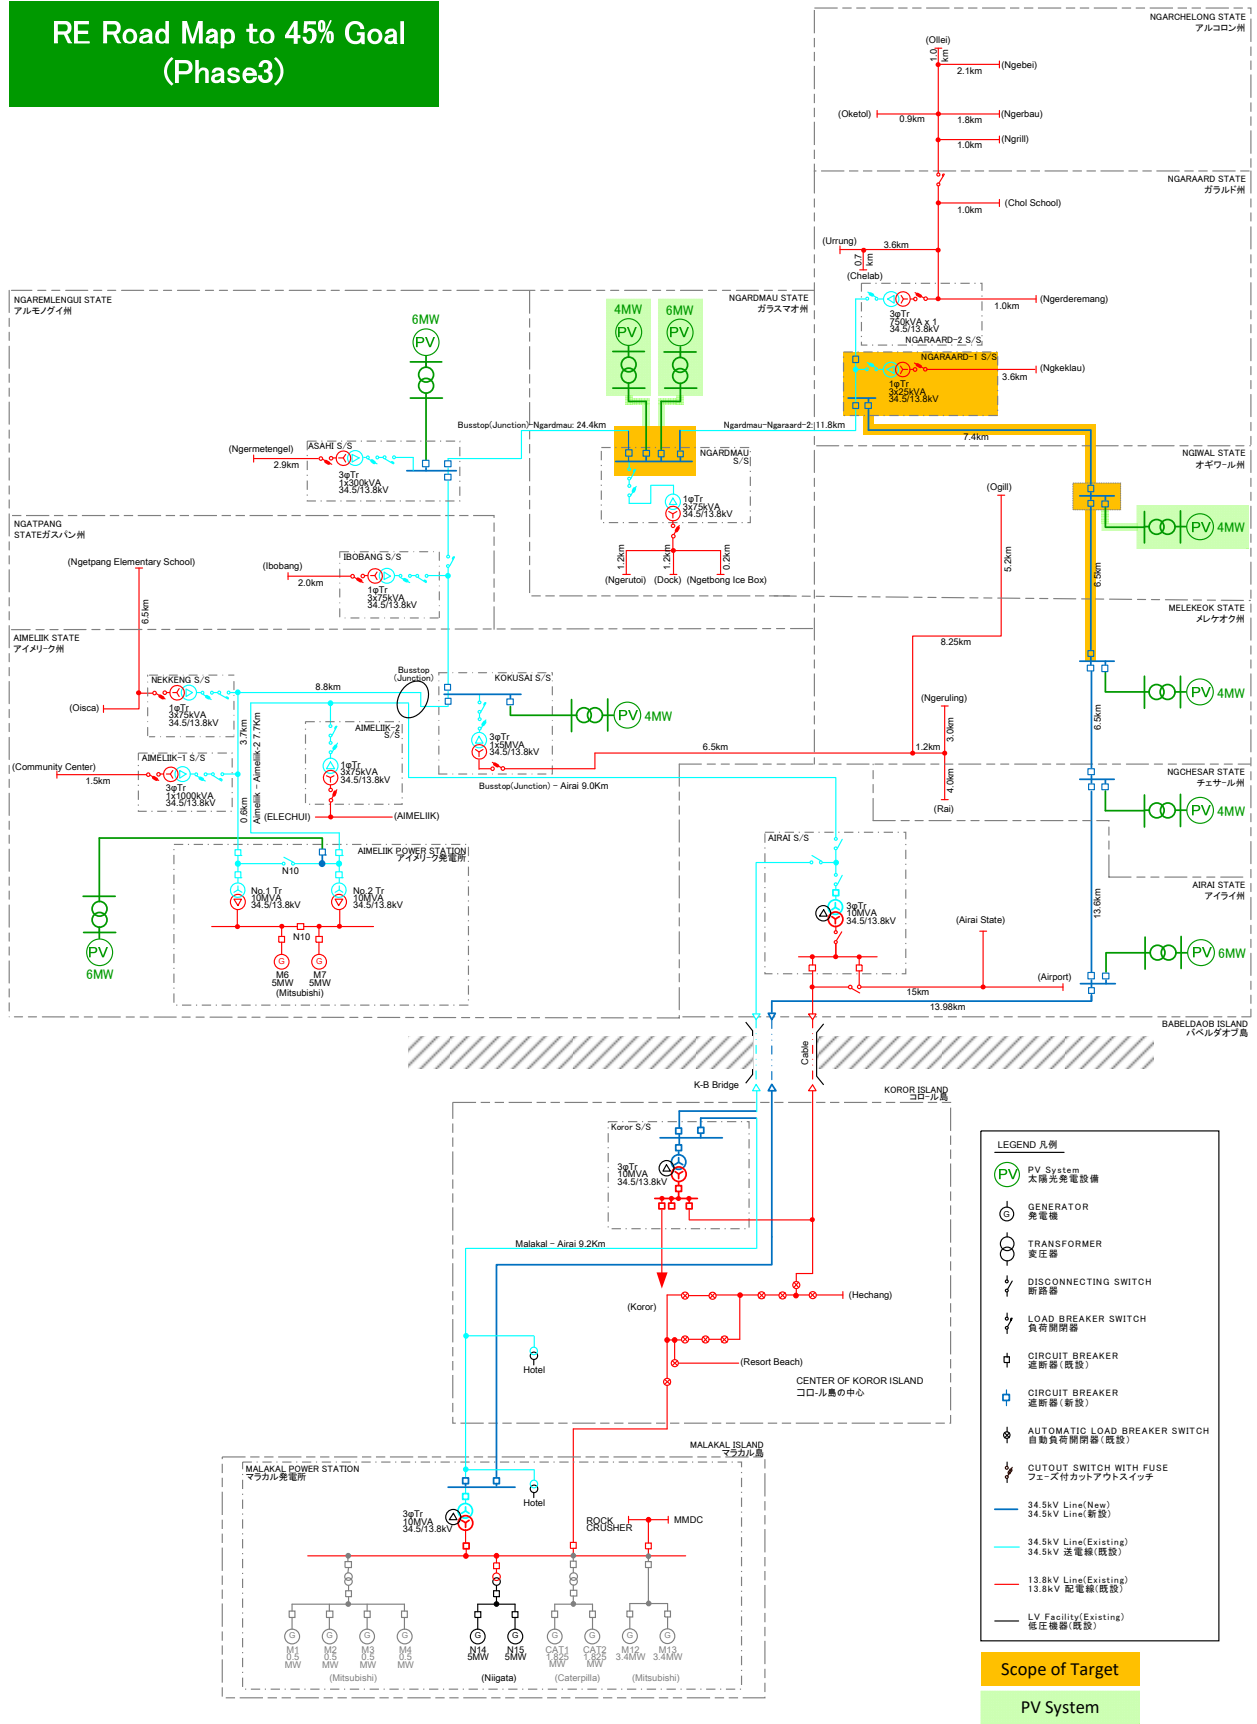 RE Road Map to 45% Goal
(Phase3)
NGARCHELONG STATE
アルコロン州
(Ollei)
1.0
km
2.1km
(Ngebei)
(Oketol)
0.9km
1.8km
(Ngerbau)
1.0km
(Ngrill)
NGARAARD STATE
ガラルド州
1.0km
(Chol School)
(Urrung)
3.6km
0.7
km
(Chelab)
3φTr
750kVA x 1
34.5/13.8kV
NGARAARD-2 S/S
1.0km
(Ngerderemang)
NGARAARD-1 S/S
1φTr
3x25kVA
34.5/13.8kV
3.6km
(Ngkeklau)
7.4km
NGAREMLENGUI STATE
アルモノグイ州
6MW
PV
NGARDMAU STATE
ガラスマオ州
4MW
PV
6MW
PV
Busstop(Junction)-Ngardmau: 24.4km
Ngardmau-Ngaraard-2: 11.8km
ASAHI S/S
(Ngermetengel)
2.9km
3φTr
1x300kVA
34.5/13.8kV
NGARDMAU
S/S
1φTr
3x75kVA
34.5/13.8kV
1.2km
1.2km
0.2km
(Ngerutoi)
(Dock)
(Ngetbong Ice Box)
NGIWAL STATE
オギワール州
(Ogill)
5.2km
PV
4MW
6.5km
NGATPANG
STATEガスパン州
(Ngetpang Elementary School)
6.5km
IBOBANG S/S
(Ibobang)
2.0km
1φTr
3x75kVA
34.5/13.8kV
MELEKEOK STATE
メレケオク州
8.25km
PV
4MW
6.5km
AIMELIIK STATE
アイメリーク州
NEKKENG S/S
(Oisca)
1φTr
3x75kVA
34.5/13.8kV
8.8km
Busstop
(Junction)
KOKUSAI S/S
3φTr
1x5MVA
34.5/13.8kV
PV
4MW
(Ngeruling)
3.0km
1.2km
6.5km
4.0km
(Rai)
3.7km
Aimeliik - Aimeliik-2 7.7Km
AIMELIIK-2
S/S
1φTr
3x75kVA
34.5/13.8kV
(ELECHUI)
(AIMELIIK)
AIMELIIK-1 S/S
(Community Center)
1.5km
3φTr
1x1000kVA
34.5/13.8kV
0.6km
Busstop(Junction) - Airai 9.0Km
NGCHESAR STATE
チェサール州
PV
4MW
13.6km
AIMELIIK POWER STATION
アイメリーク発電所
N10
No.1 Tr
10MVA
34.5/13.8kV
No.2 Tr
10MVA
34.5/13.8kV
N10
G
M6
5MW
G
M7
5MW
(Mitsubishi)
PV
6MW
AIRAI S/S
3φTr
10MVA
34.5/13.8kV
AIRAI STATE
アイライ州
(Airai State)
(Airport)
15km
PV
6MW
13.98km
BABELDAOB ISLAND
バベルダオブ島
K-B Bridge
Cable
KOROR ISLAND
コロール島
Koror S/S
3φTr
10MVA
34.5/13.8kV
Malakal - Airai 9.2Km
(Koror)
(Hechang)
(Resort Beach)
Hotel
CENTER OF KOROR ISLAND
コロール島の中心
MALAKAL ISLAND
マラカル島
MALAKAL POWER STATION
マラカル発電所
Hotel
3φTr
10MVA
34.5/13.8kV
ROCK
CRUSHER
MMDC
G
M1
0.5
MW
G
M2
0.5
MW
G
M3
0.5
MW
G
M4
0.5
MW
(Mitsubishi)
G
N14
5MW
G
N15
5MW
(Niigata)
G
CAT1
1.825
MW
G
CAT2
1.825
MW
(Caterpilla)
G
M12
3.4MW
G
M13
3.4MW
(Mitsubishi)
LEGEND 凡例
PV
PV System
太陽光発電設備
G
GENERATOR
発電機
TRANSFORMER
変圧器
DISCONNECTING SWITCH
断路器
LOAD BREAKER SWITCH
負荷開閉器
CIRCUIT BREAKER
遮断器(既設)
CIRCUIT BREAKER
遮断器(新設)
AUTOMATIC LOAD BREAKER SWITCH
自動負荷開閉器(既設)
CUTOUT SWITCH WITH FUSE
フェーズ付カットアウトスイッチ
34.5kV Line(New)
34.5kV Line(新設)
34.5kV Line(Existing)
34.5kV 送電線(既設)
13.8kV Line(Existing)
13.8kV 配電線(既設)
LV Facility(Existing)
低圧機器(既設)
Scope of Target
PV System